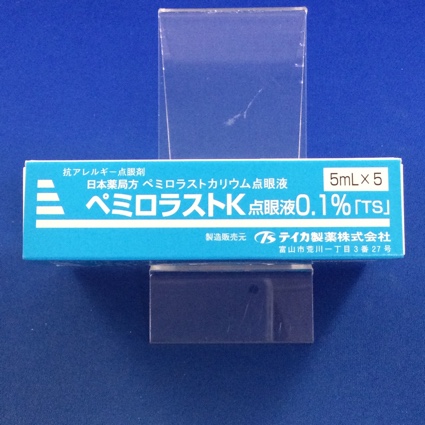 抗アレルギー点眼剤
日本薬局方 ペミロラストカリウム点眼液
5mL×5
ペミロラストK点眼液0.1%「TS」
製造販売元 テイカ製薬株式会社
富山市荒川一丁目3番27号